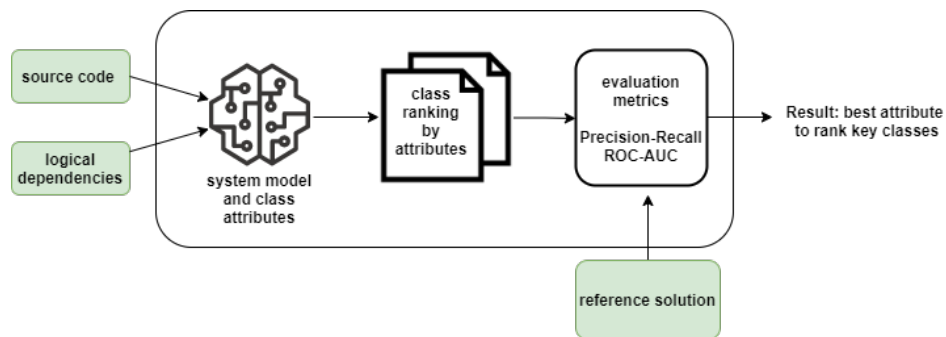 source code
logical
dependencies
system model
and class
attributes
class
ranking
by
attributes
evaluation
metrics
Precision-Recall
ROC-AUC
reference solution
Result: best attribute
to rank key classes